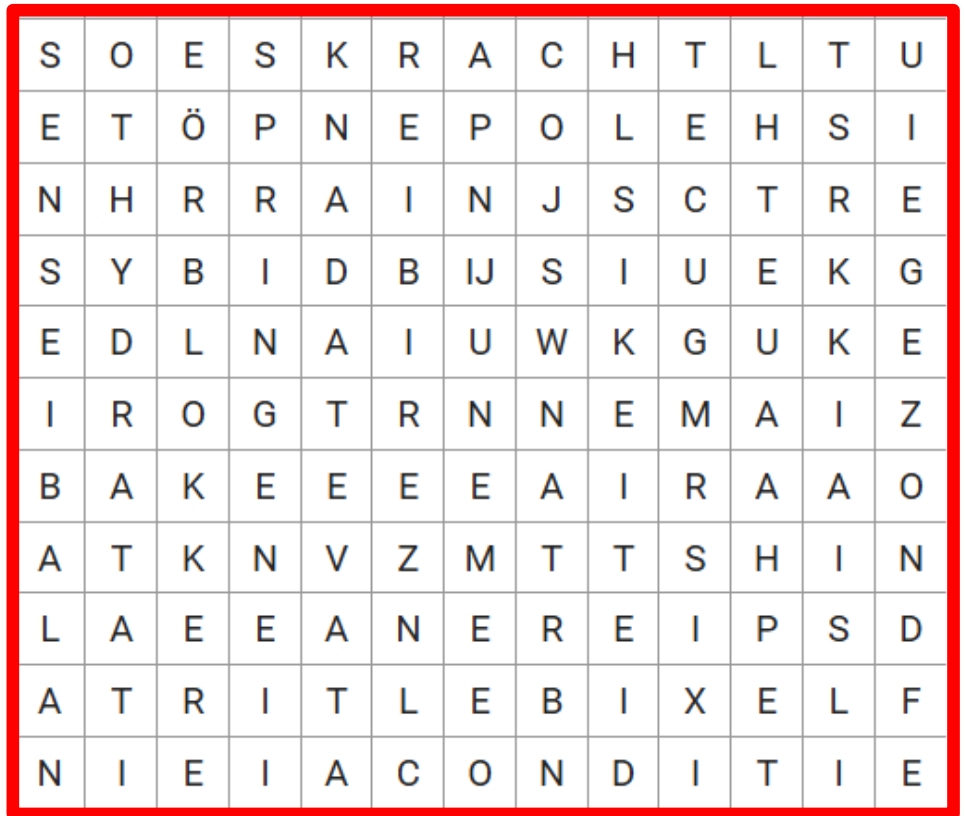 S O E S K R A C H T L T U
E T Ö P N E P O L E H S I
N H R R A I N J S C T R E
S Y B I D B IJ S I U E K G
E D L N A I U W K G U K E
I R O G T R N N E M A I Z
B A K E E E E A I R A A O
A T K N V Z M T T S H I N
L A E E A N E R E I P S D
A T R I T L E B I X E L F
N I E I A C O N D I T I E